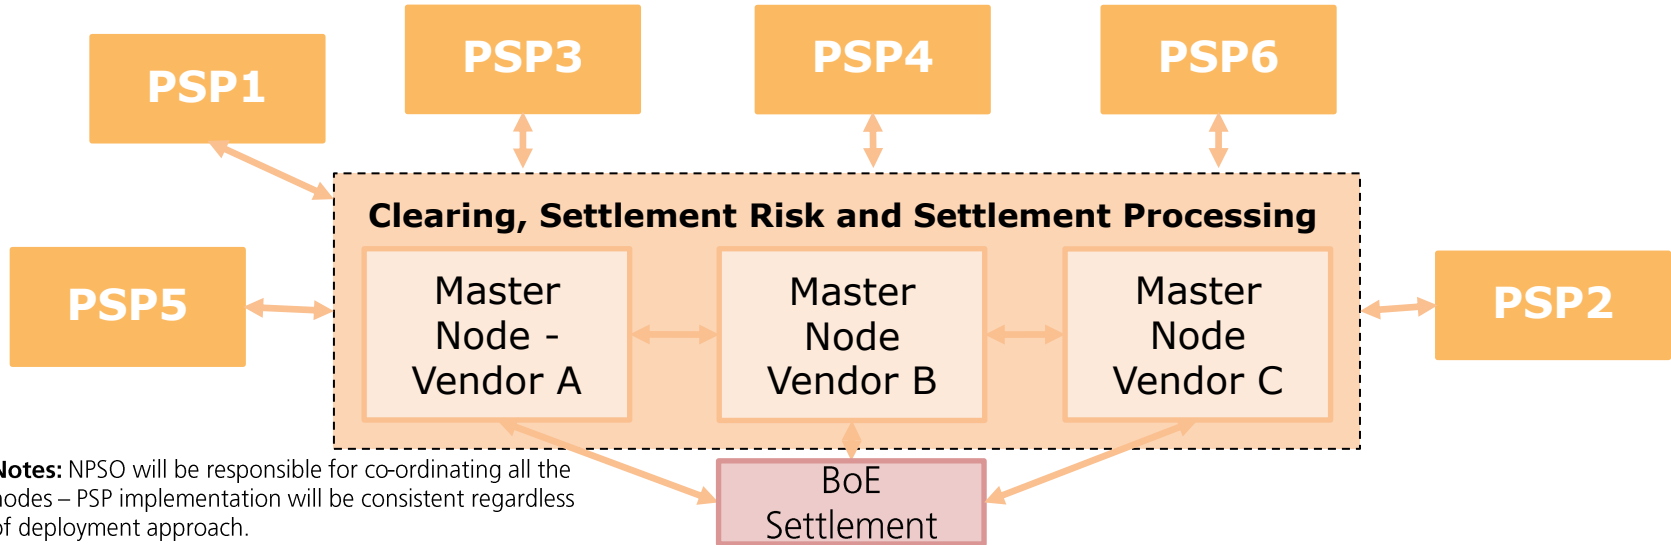 PSP1
PSP3
PSP4
PSP6
Clearing, Settlement Risk and Settlement Processing
PSP5
Master
Node -
Vendor A
Master
Node
Vendor B
Master
Node
Vendor C
PSP2
Notes: NPSO will be responsible for co-ordinating all the
nodes – PSP implementation will be consistent regardless
of deployment approach.
BoE
Settlement